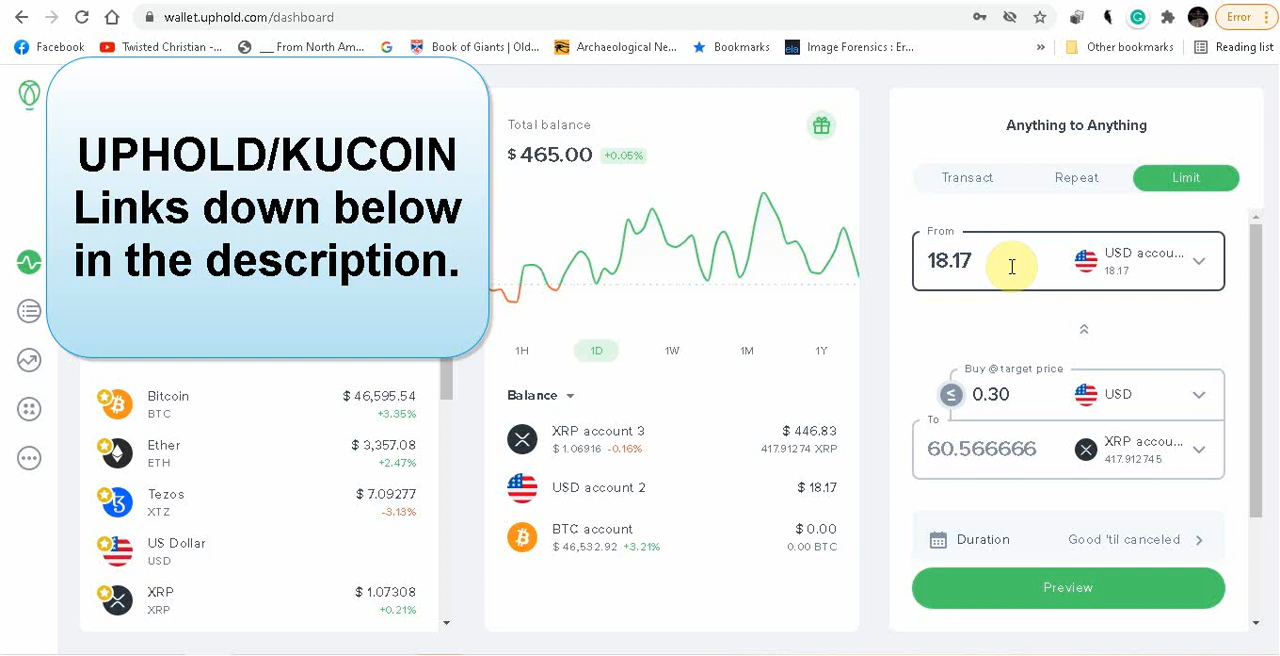 wallet.uphold.com/dashboard
Error
Facebook
Twisted Christian -...
__ From North Am...
Book of Giants | Old...
Archaeological Ne...
Bookmarks
ela
Image Forensics : Er...
»
Other bookmarks
Reading list
UPHOLD/KUCOIN
Links down below
in the description.
Bitcoin
$ 46,595.54
BTC
+3.35%
Ether
$ 3,357.08
ETH
+2.47%
Tezos
$ 7.09277
XTZ
-3.13%
US Dollar
USD
XRP
$ 1.07308
XRP
+0.21%
Total balance
$ 465.00 +0.05%
1H
1D
1W
1M
1Y
Balance
XRP account 3
$ 446.83
$ 1.06916 -0.16%
417.91274 XRP
USD account 2
$ 18.17
BTC account
$ 0.00
$ 46,532.92 +3.21%
0.00 BTC
Anything to Anything
Transact
Repeat
Limit
From
18.17
USD accou...
18.17
Buy @ target price
≤ 0.30
USD
To
60.566666
XRP accou...
417.912745
Duration
Good 'til canceled
Preview